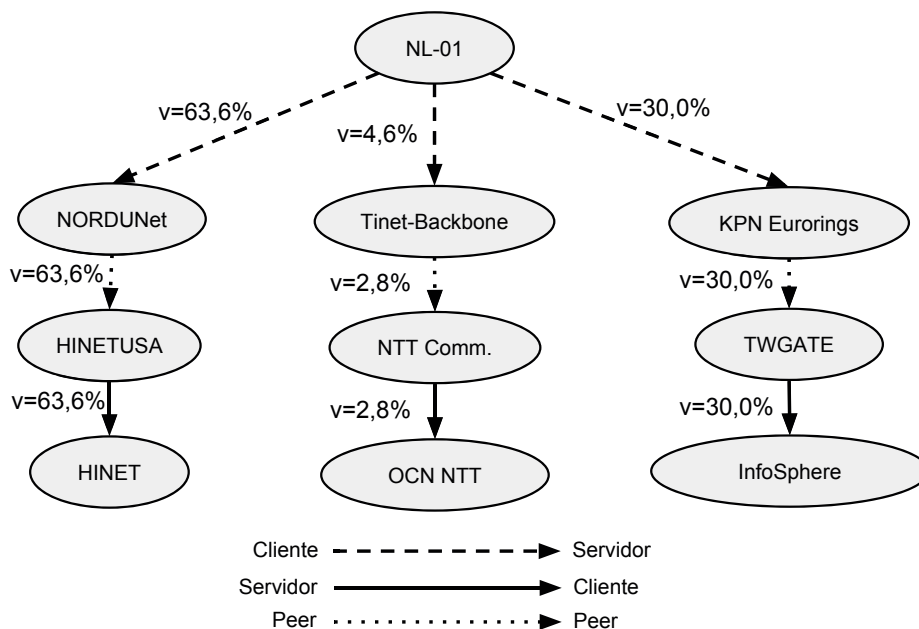 NL-01
v=63,6%
v=4,6%
v=30,0%
NORDUNet
Tinet-Backbone
KPN Eurorings
v=63,6%
v=2,8%
v=30,0%
HINETUSA
NTT Comm.
TWGATE
v=63,6%
v=2,8%
v=30,0%
HINET
OCN NTT
InfoSphere
Cliente Servidor
Servidor Cliente
Peer Peer